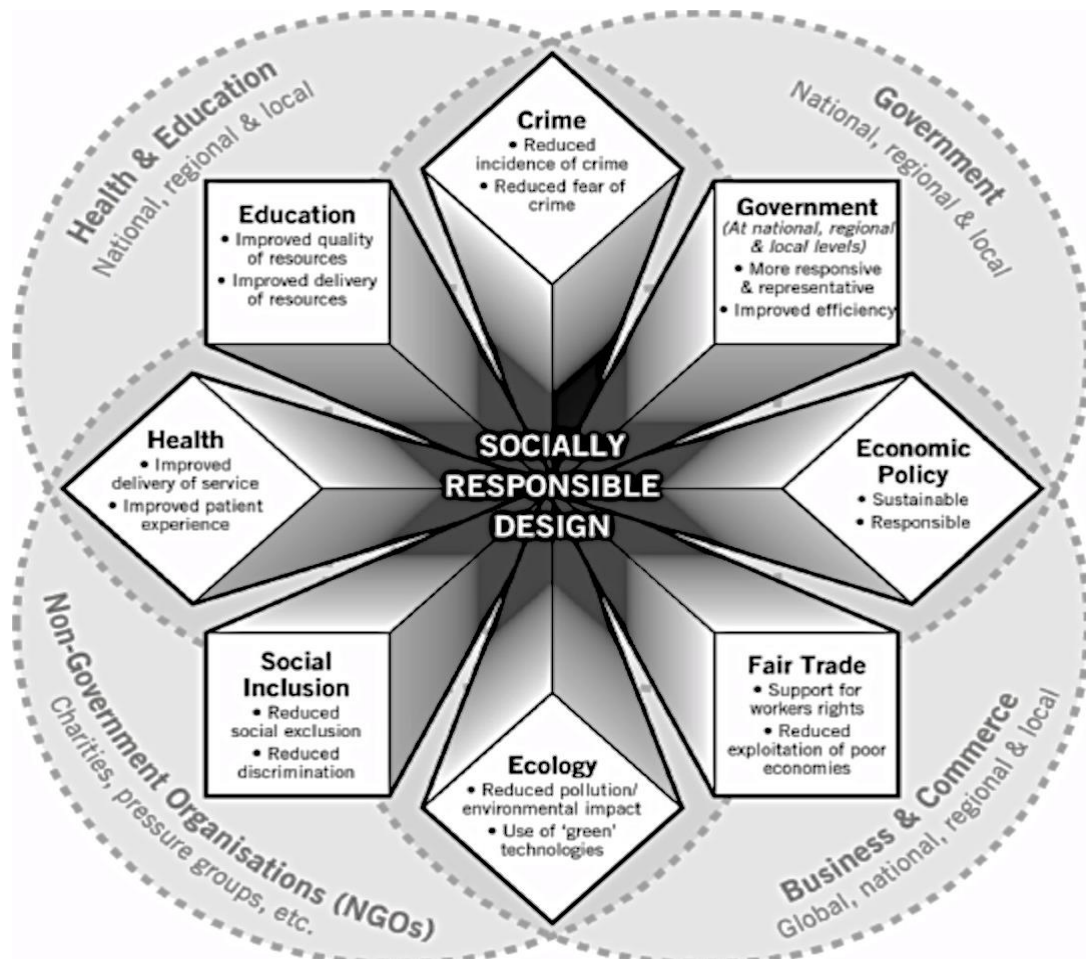 Health & Education
National, regional & local
Government
National, regional & local
Crime
• Reduced
incidence of crime
• Reduced fear of
crime
Education
• Improved quality
of resources
• Improved delivery
of resources
Government
(At national, regional
& local levels)
• More responsive
& representative
• Improved efficiency
Health
• Improved
delivery of service
• Improved patient
experience
SOCIALLY
RESPONSIBLE
DESIGN
Economic
Policy
• Sustainable
• Responsible
Social
Inclusion
• Reduced
social exclusion
• Reduced
discrimination
Ecology
• Reduced pollution/
environmental impact
• Use of ‘green’
technologies
Fair Trade
• Support for
workers rights
• Reduced
exploitation of poor
economies
Non-Government Organisations (NGOs)
Charities, pressure groups, etc.
Business & Commerce
Global, national, regional & local